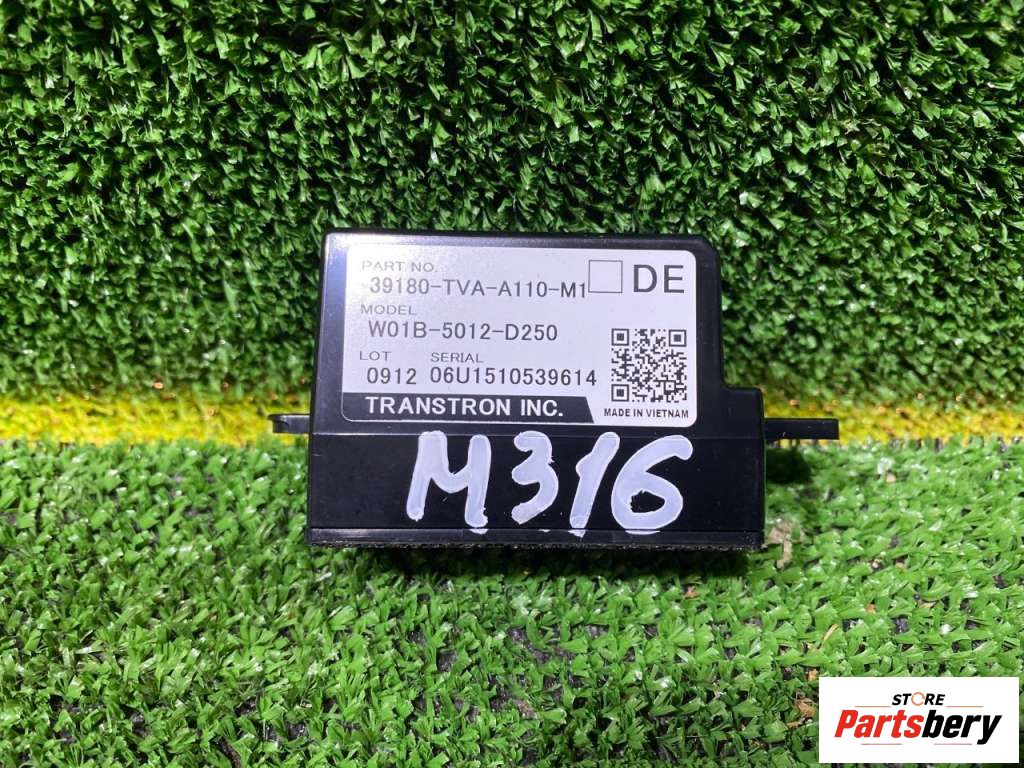 PART NO.
39180-TVA-A110-M1 DE
MODEL
W01B-5012-D250
LOT SERIAL
0912 06U1510539614
TRANSTRON INC. MADE IN VIETNAM
M316
STORE
Partsbery